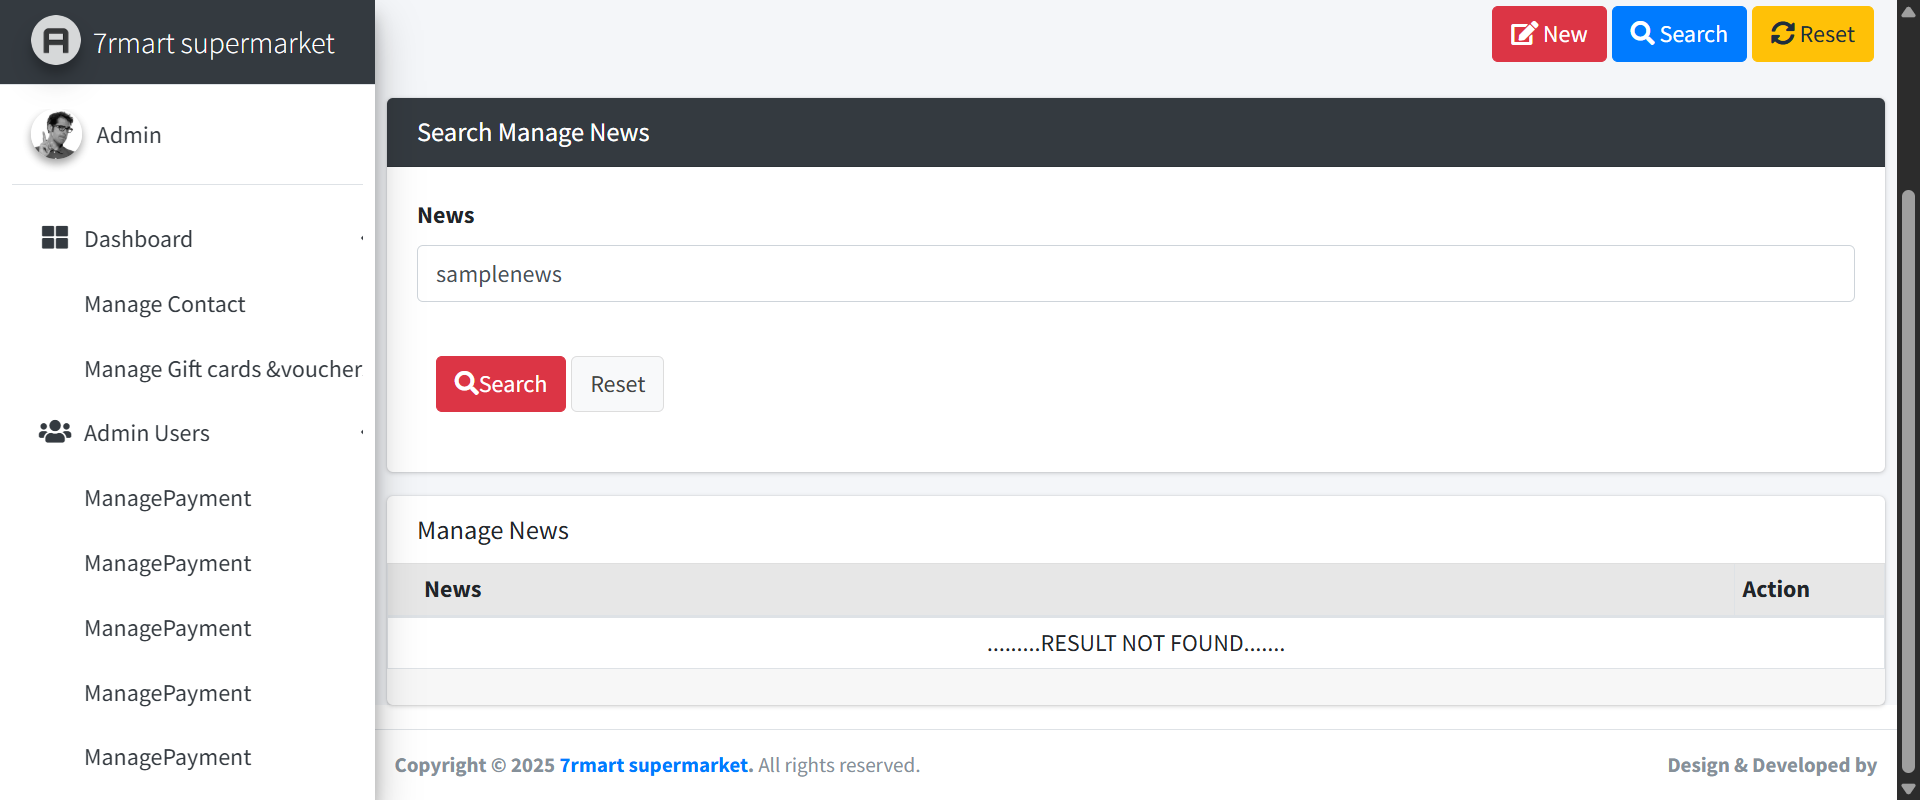 7rmart supermarket
Admin
Dashboard
Manage Contact
Manage Gift cards &voucher
Admin Users
ManagePayment
ManagePayment
ManagePayment
ManagePayment
ManagePayment
New Search Reset
Search Manage News
News
samplenews
Search Reset
Manage News
News Action
.........RESULT NOT FOUND.......
Copyright © 2025 7rmart supermarket. All rights reserved.
Design & Developed by